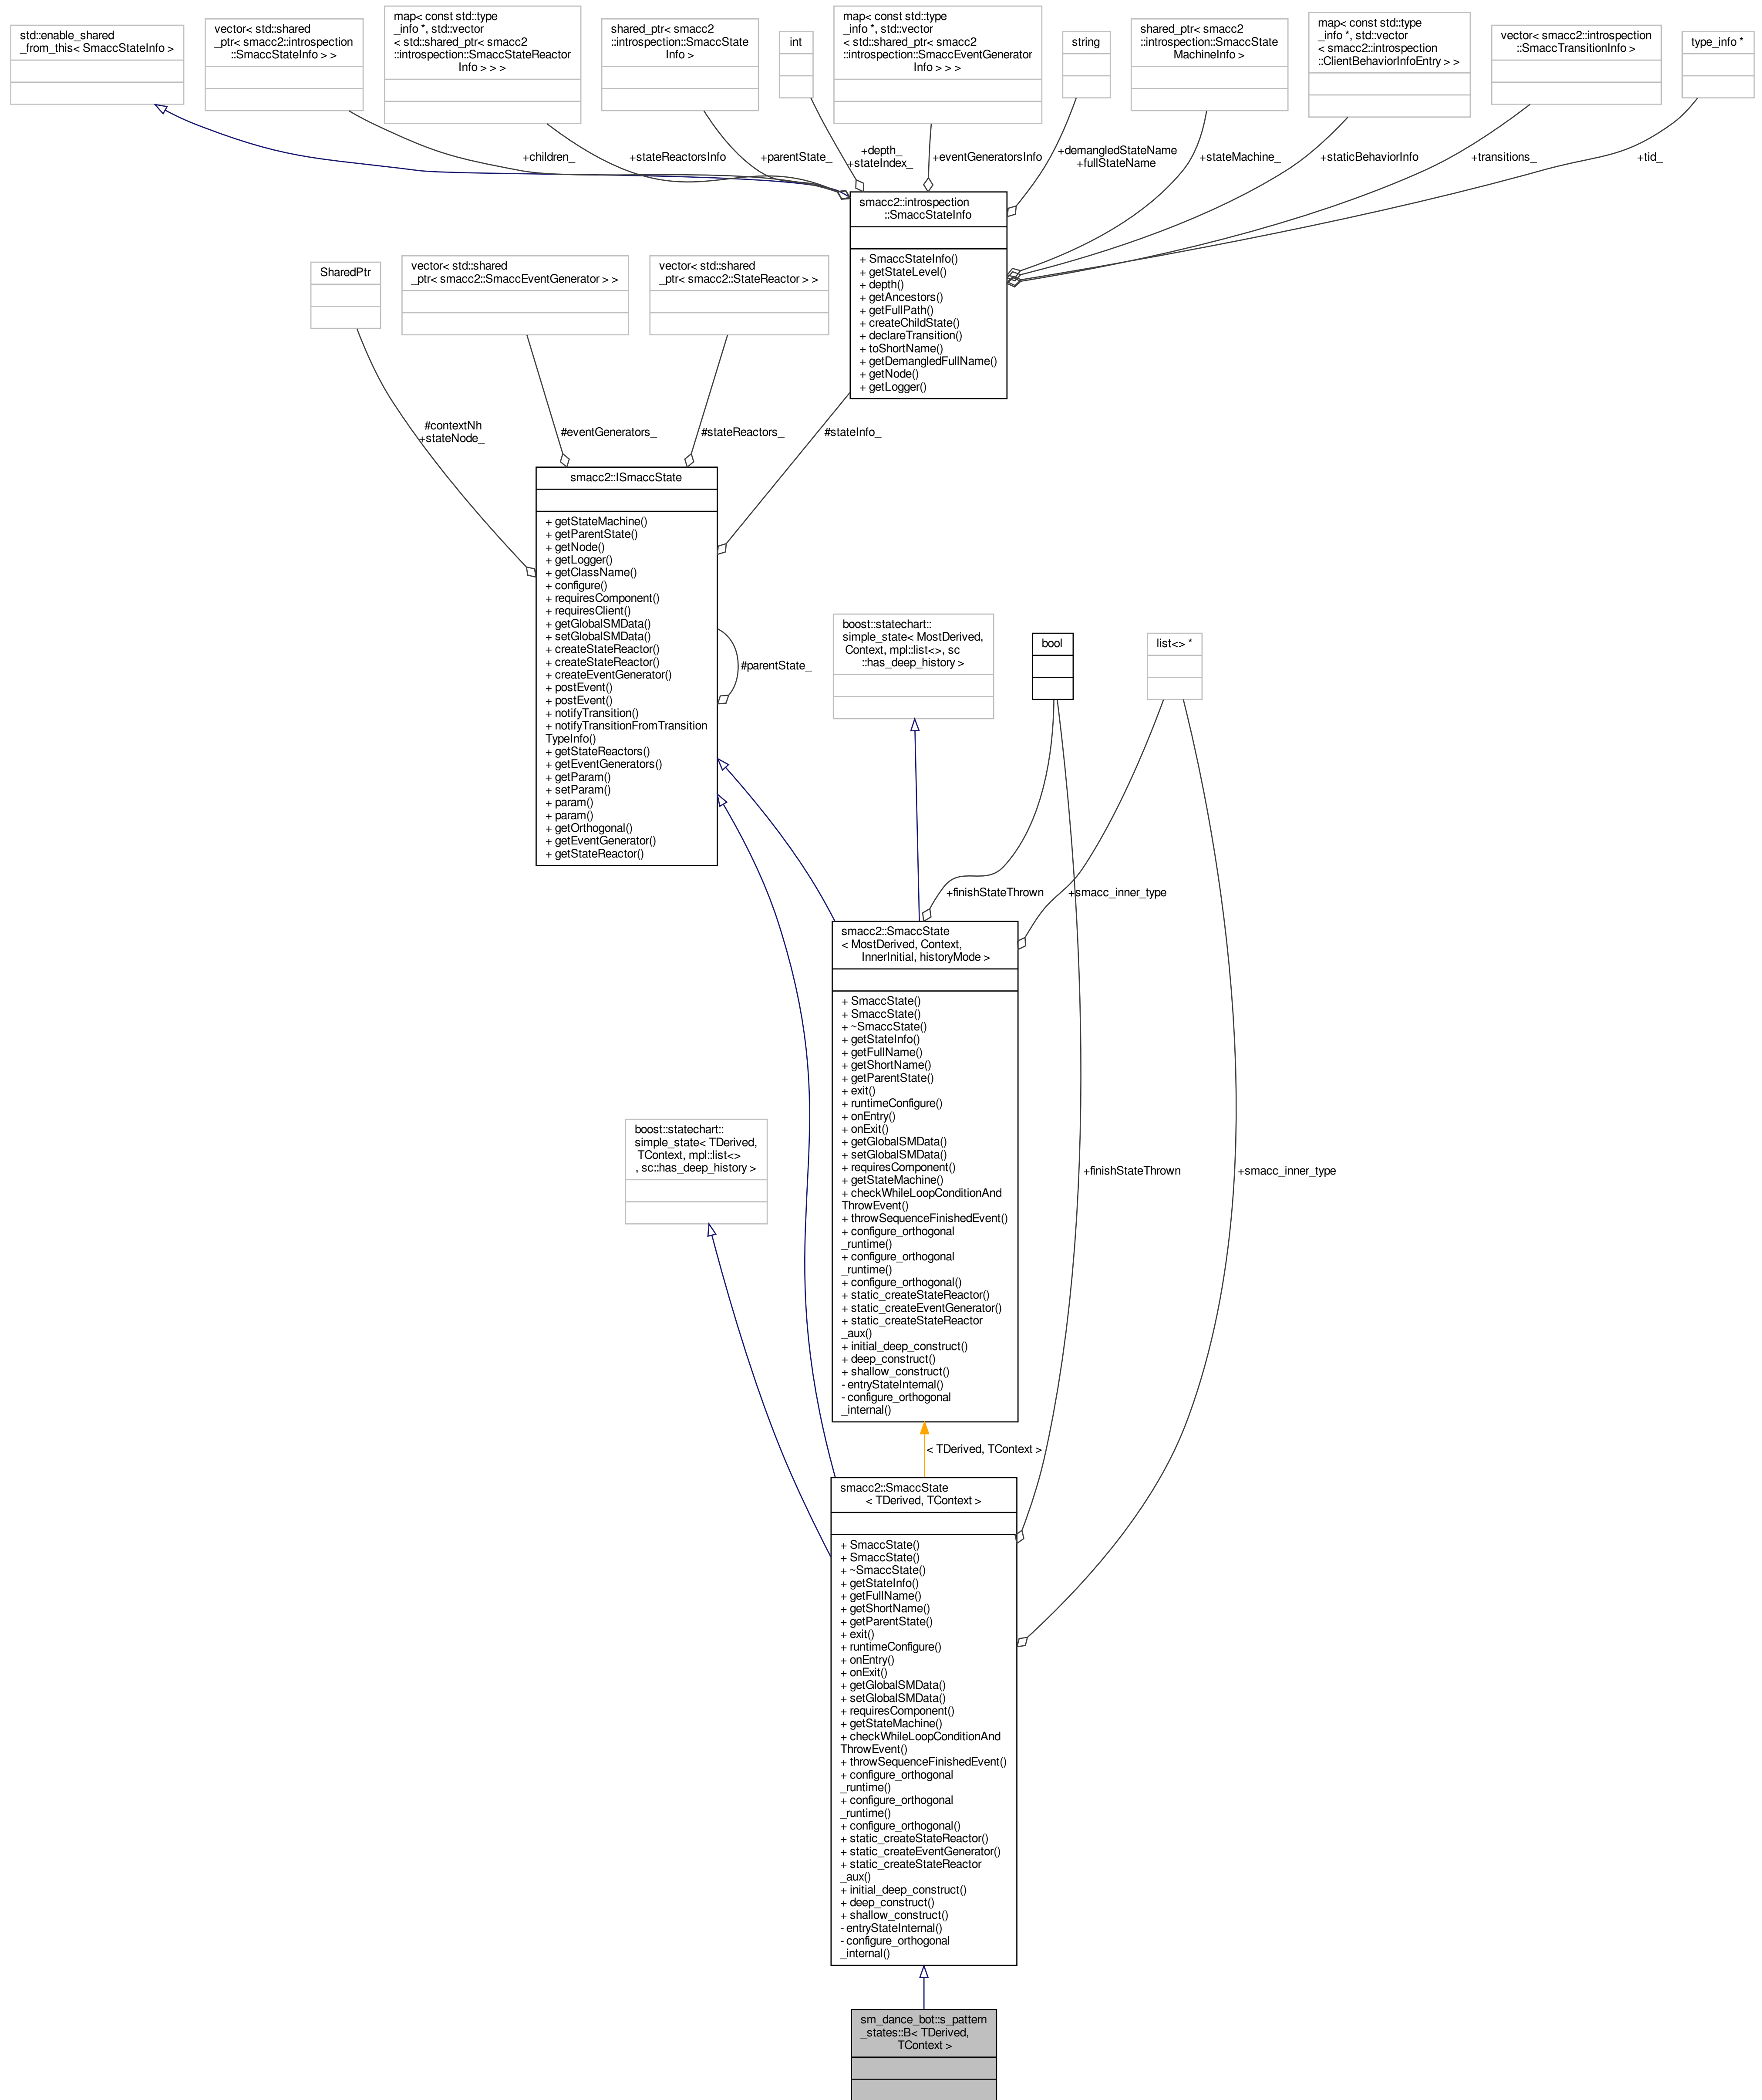 std::enable_shared
_from_this< SmaccStateInfo >
vector< std::shared
_ptr< smacc2::introspection
::SmaccStateInfo > >
map< const std::type
_info *, std::vector
< std::shared_ptr< smacc2
::introspection::SmaccStateReactor
Info > > >
shared_ptr< smacc2
::introspection::SmaccState
Info >
int
map< const std::type
_info *, std::vector
< std::shared_ptr< smacc2
::introspection::SmaccEventGenerator
Info > > >
string
shared_ptr< smacc2
::introspection::SmaccState
MachineInfo >
map< const std::type
_info *, std::vector
< smacc2::introspection
::ClientBehaviorInfoEntry > >
vector< smacc2::introspection
::SmaccTransitionInfo >
type_info *
+children_
+stateReactorsInfo
+parentState_
+depth_
+stateIndex_
+eventGeneratorsInfo
+demangledStateName
+fullStateName
+stateMachine_
+staticBehaviorInfo
+transitions_
+tid_
smacc2::introspection
::SmaccStateInfo
+ SmaccStateInfo()
+ getStateLevel()
+ depth()
+ getAncestors()
+ getFullPath()
+ createChildState()
+ declareTransition()
+ toShortName()
+ getDemangledFullName()
+ getNode()
+ getLogger()
SharedPtr
vector< std::shared
_ptr< smacc2::SmaccEventGenerator > >
vector< std::shared
_ptr< smacc2::StateReactor > >
#contextNh
+stateNode_
#eventGenerators_
#stateReactors_
#stateInfo_
smacc2::ISmaccState
+ getStateMachine()
+ getParentState()
+ getNode()
+ getLogger()
+ getClassName()
+ configure()
+ requiresComponent()
+ requiresClient()
+ getGlobalSMData()
+ setGlobalSMData()
+ createStateReactor()
+ createStateReactor()
+ createEventGenerator()
+ postEvent()
+ postEvent()
+ notifyTransition()
+ notifyTransitionFromTransition
TypeInfo()
+ getStateReactors()
+ getEventGenerators()
+ getParam()
+ setParam()
+ param()
+ param()
+ getOrthogonal()
+ getEventGenerator()
+ getStateReactor()
#parentState_
boost::statechart::
simple_state< MostDerived,
Context, mpl::list<>, sc
::has_deep_history >
bool
list<> *
+finishStateThrown
+smacc_inner_type
smacc2::SmaccState
< MostDerived, Context,
InnerInitial, historyMode >
+ SmaccState()
+ SmaccState()
+ ~SmaccState()
+ getStateInfo()
+ getFullName()
+ getShortName()
+ getParentState()
+ exit()
+ runtimeConfigure()
+ onEntry()
+ onExit()
+ getGlobalSMData()
+ setGlobalSMData()
+ requiresComponent()
+ getStateMachine()
+ checkWhileLoopConditionAnd
ThrowEvent()
+ throwSequenceFinishedEvent()
+ configure_orthogonal
_runtime()
+ configure_orthogonal
_runtime()
+ configure_orthogonal()
+ static_createStateReactor()
+ static_createEventGenerator()
+ static_createStateReactor
_aux()
+ initial_deep_construct()
+ deep_construct()
+ shallow_construct()
- entryStateInternal()
- configure_orthogonal
_internal()
boost::statechart::
simple_state< TDerived,
TContext, mpl::list<>
, sc::has_deep_history >
+finishStateThrown
+smacc_inner_type
< TDerived, TContext >
smacc2::SmaccState
< TDerived, TContext >
+ SmaccState()
+ SmaccState()
+ ~SmaccState()
+ getStateInfo()
+ getFullName()
+ getShortName()
+ getParentState()
+ exit()
+ runtimeConfigure()
+ onEntry()
+ onExit()
+ getGlobalSMData()
+ setGlobalSMData()
+ requiresComponent()
+ getStateMachine()
+ checkWhileLoopConditionAnd
ThrowEvent()
+ throwSequenceFinishedEvent()
+ configure_orthogonal
_runtime()
+ configure_orthogonal
_runtime()
+ configure_orthogonal()
+ static_createStateReactor()
+ static_createEventGenerator()
+ static_createStateReactor
_aux()
+ initial_deep_construct()
+ deep_construct()
+ shallow_construct()
- entryStateInternal()
- configure_orthogonal
_internal()
sm_dance_bot::s_pattern
_states::B< TDerived,
TContext >